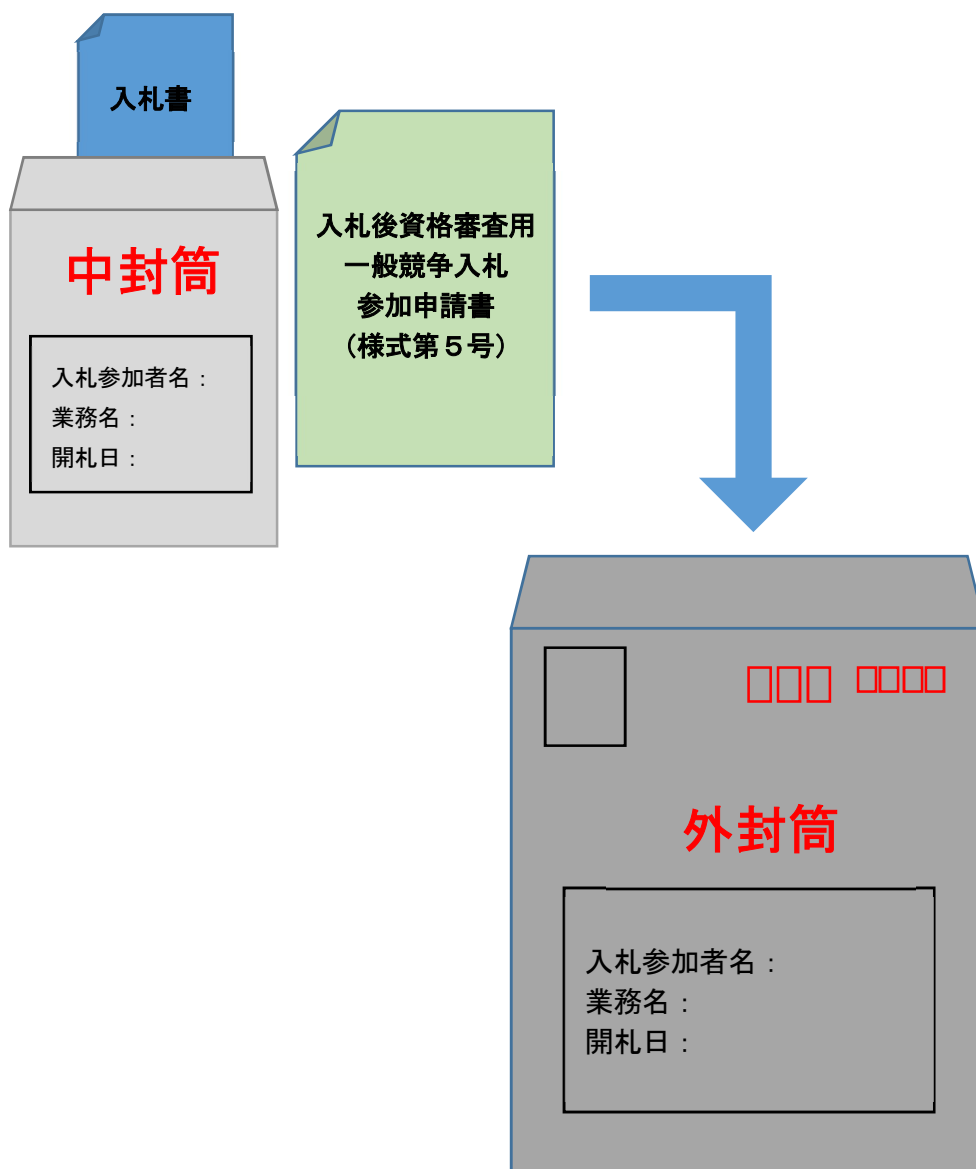 入札書
中封筒
入札参加者名：
業務名：
開札日：
入札後資格審査用
一般競争入札
参加申請書
（様式第５号）
外封筒
入札参加者名：
業務名：
開札日：